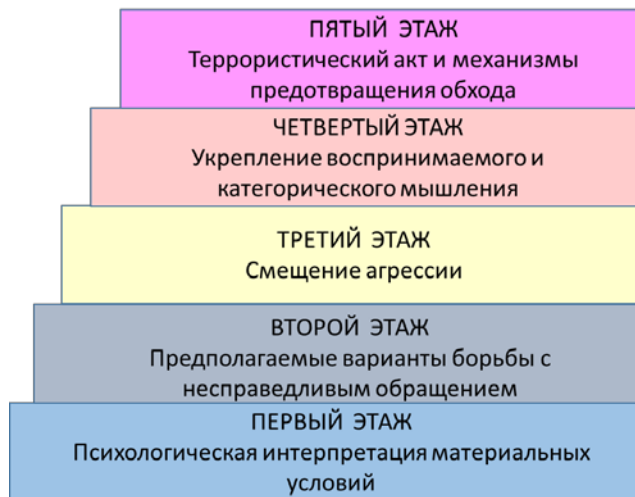 ПЯТЫЙ ЭТАЖ
Террористический акт и механизмы
предотвращения обхода
ЧЕТВЕРТЫЙ ЭТАЖ
Укрепление воспринимаемого и
категорического мышления
ТРЕТИЙ ЭТАЖ
Смещение агрессии
ВТОРОЙ ЭТАЖ
Предполагаемые варианты борьбы с
несправедливым обращением
ПЕРВЫЙ ЭТАЖ
Психологическая интерпретация материальных
условий